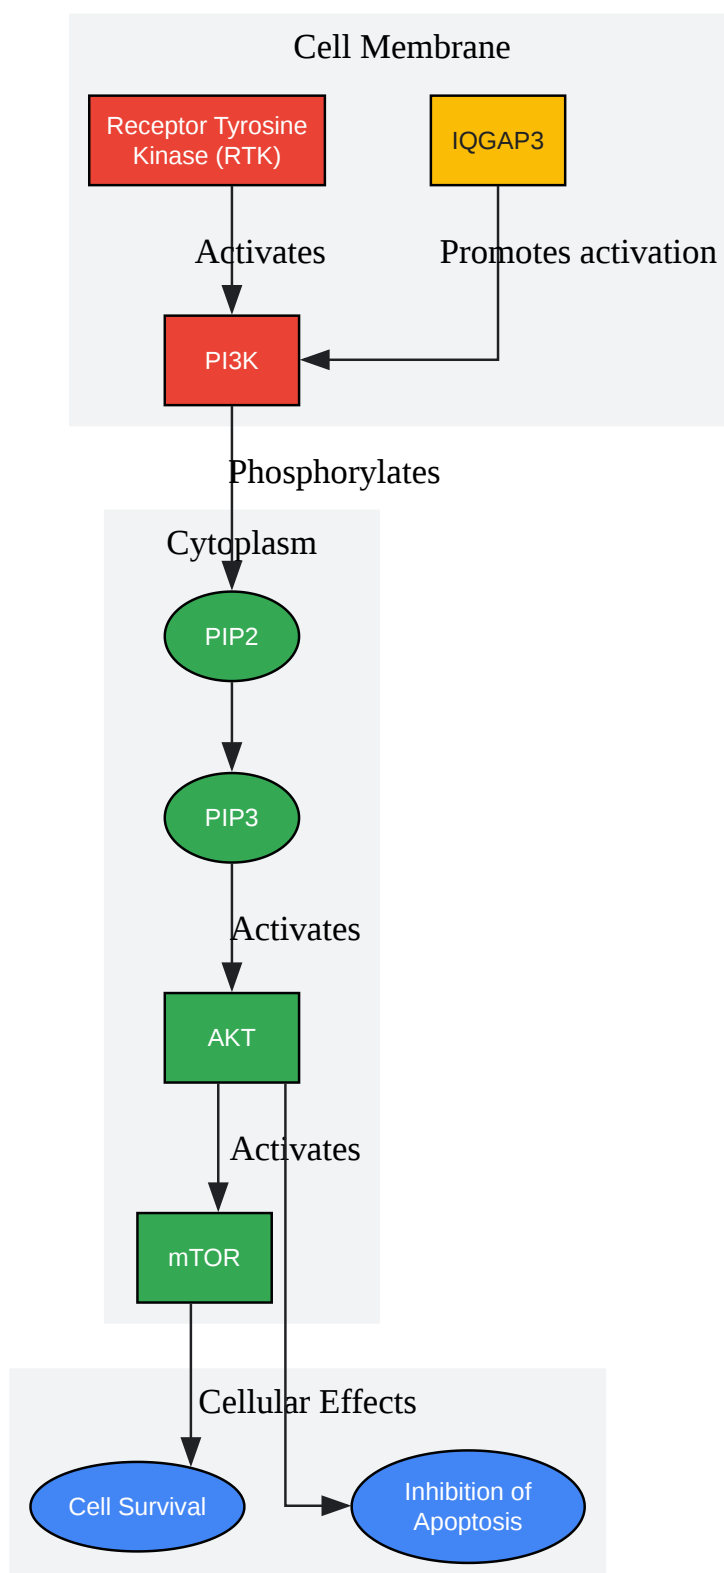 Cell Membrane
Receptor Tyrosine
Kinase (RTK)
IQGAP3
Activates
Promotes activation
PI3K
Phosphorylates
Cytoplasm
PIP2
PIP3
Activates
AKT
Activates
mTOR
Cellular Effects
Cell Survival
Inhibition of
Apoptosis